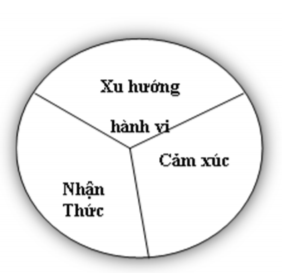 Xu hướng
hành vi
Cảm xúc
Nhận
Thức